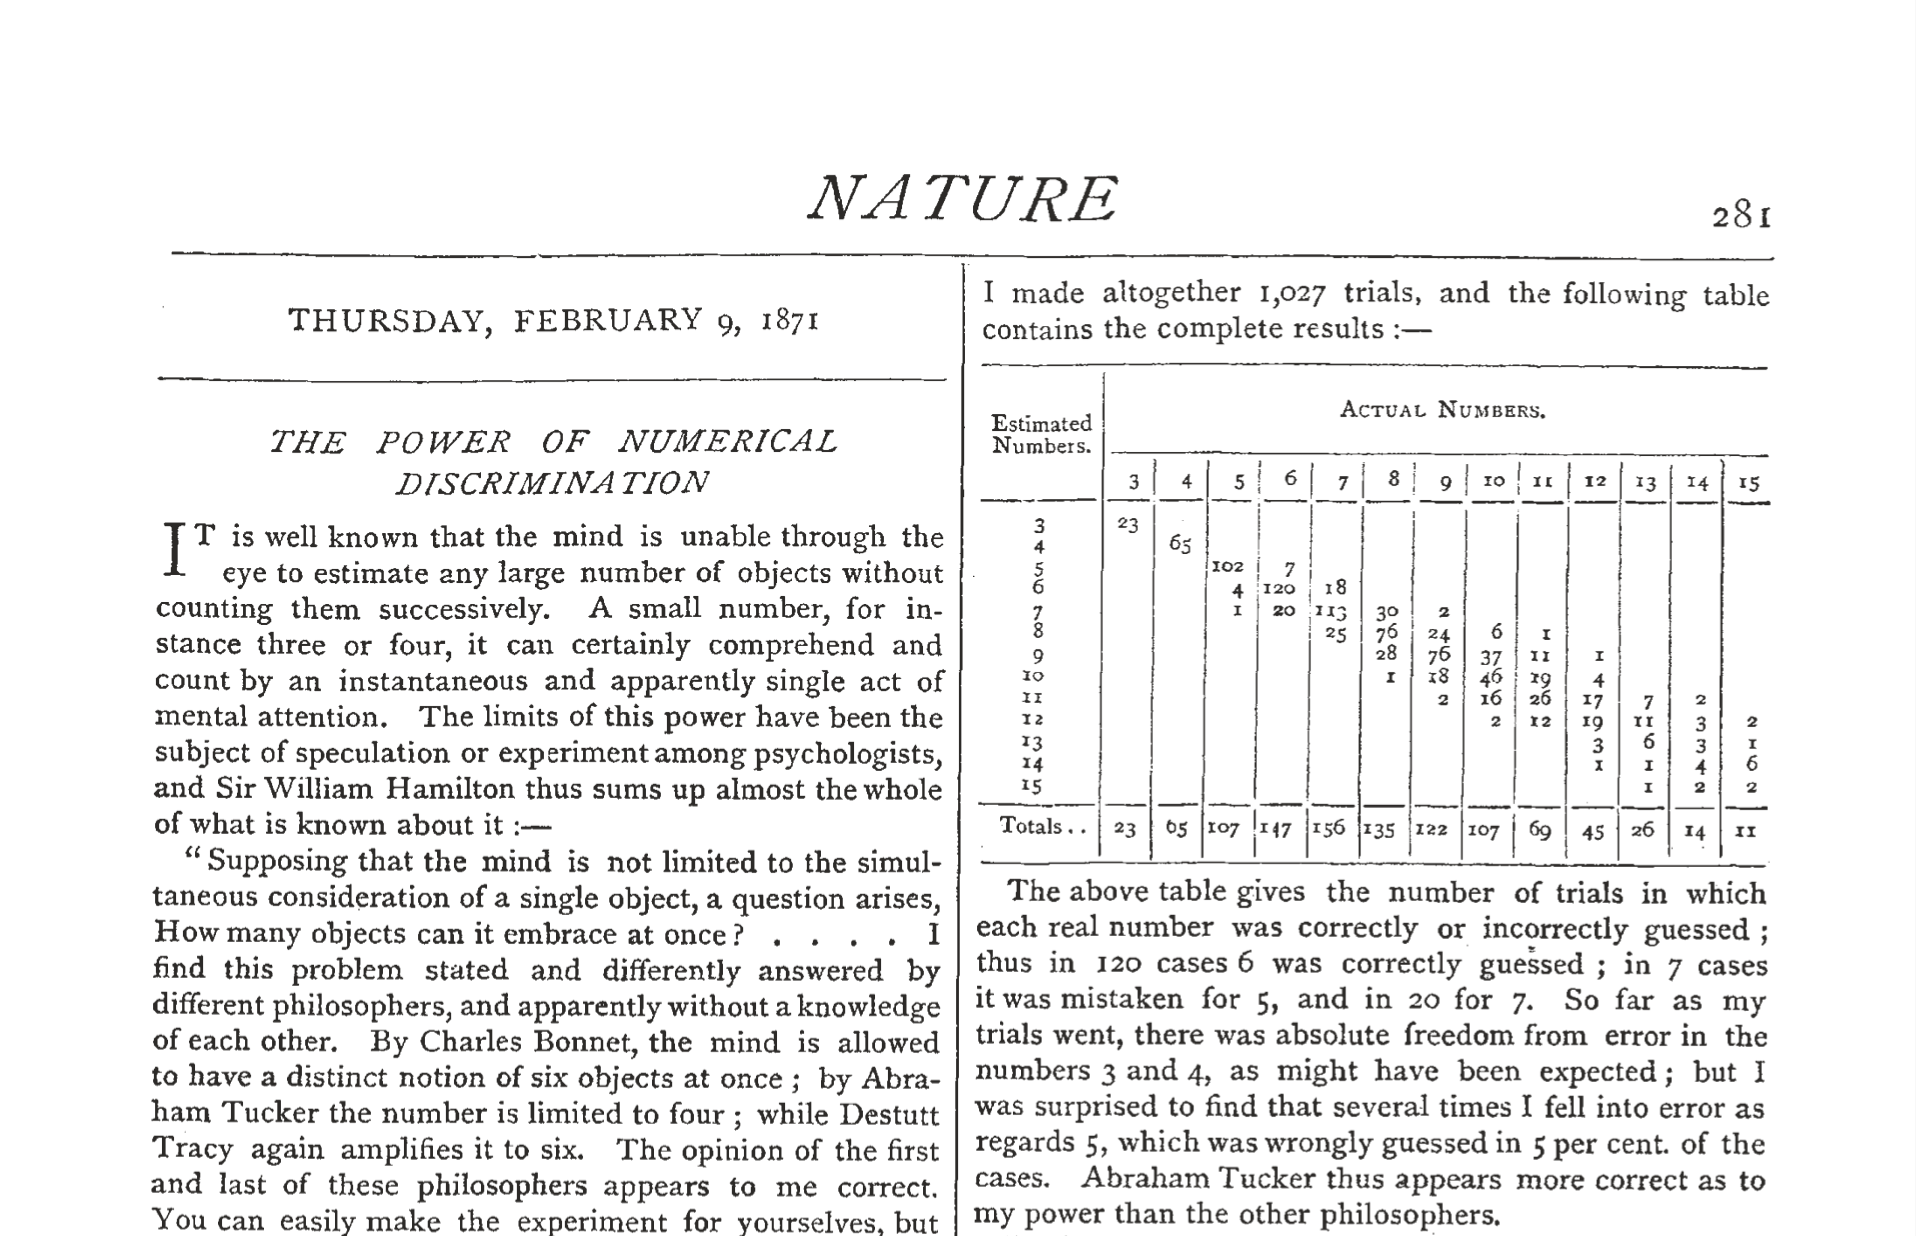 NATURE
281
THURSDAY, FEBRUARY 9, 1871
THE POWER OF NUMERICAL
DISCRIMINATION
IT is well known that the mind is unable through the
eye to estimate any large number of objects without
counting them successively. A small number, for in-
stance three or four, it can certainly comprehend and
count by an instantaneous and apparently single act of
mental attention. The limits of this power have been the
subject of speculation or experiment among psychologists,
and Sir William Hamilton thus sums up almost the whole
of what is known about it :—
“Supposing that the mind is not limited to the simul-
taneous consideration of a single object, a question arises,
How many objects can it embrace at once? . . . . I
find this problem stated and differently answered by
different philosophers, and apparently without a knowledge
of each other. By Charles Bonnet, the mind is allowed
to have a distinct notion of six objects at once ; by Abra-
ham Tucker the number is limited to four ; while Destutt
Tracy again amplifies it to six. The opinion of the first
and last of these philosophers appears to me correct.
You can easily make the experiment for yourselves, but
I made altogether 1,027 trials, and the following table
contains the complete results :—
Estimated
Numbers.
ACTUAL NUMBERS.
3 4 5 6 7 8 9 10 11 12 13 14 15
3 23
4 65
5 102 7
6 4 120 18
7 1 20 113 30 2
8 25 76 24 6 1
9 28 76 37 11 1
10 1 18 46 19 4
11 2 16 26 17 7 2
12 2 12 19 11 3 2
13 3 6 3 1
14 1 1 4 6
15 1 2 2
Totals.. 23 65 107 147 156 135 122 107 69 45 26 14 11
The above table gives the number of trials in which
each real number was correctly or incorrectly guessed ;
thus in 120 cases 6 was correctly guessed ; in 7 cases
it was mistaken for 5, and in 20 for 7. So far as my
trials went, there was absolute freedom from error in the
numbers 3 and 4, as might have been expected ; but I
was surprised to find that several times I fell into error as
regards 5, which was wrongly guessed in 5 per cent. of the
cases. Abraham Tucker thus appears more correct as to
my power than the other philosophers.